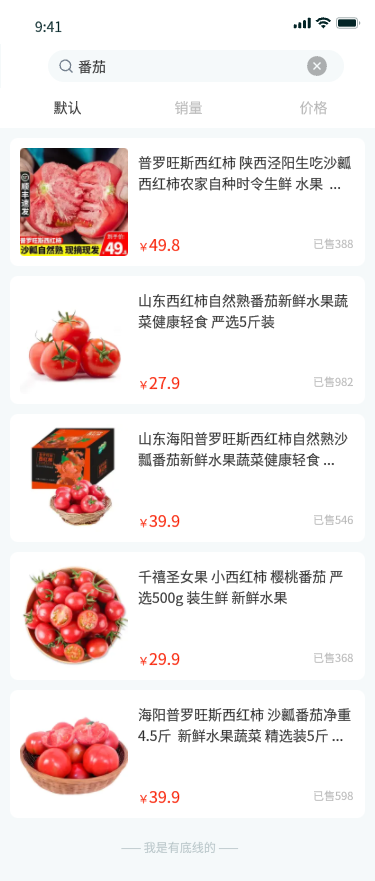 9:41
番茄
默认
销量
价格
普罗旺斯西红柿 陕西泾阳生吃沙瓤
西红柿农家自种时令生鲜 水果 ...
顺丰速发
普罗旺斯西红柿
沙瓤自然熟 现摘现发
到手价
49.8
￥49.8
已售388
山东西红柿自然熟番茄新鲜水果蔬
菜健康轻食 严选5斤装
￥27.9
已售982
山东海阳普罗旺斯西红柿自然熟沙
瓤番茄新鲜水果蔬菜健康轻食 ...
￥39.9
已售546
千禧圣女果 小西红柿 樱桃番茄 严
选500g 装生鲜 新鲜水果
￥29.9
已售368
海阳普罗旺斯西红柿 沙瓤番茄净重
4.5斤 新鲜水果蔬菜 精选装5斤 ...
￥39.9
已售598
—— 我是有底线的 ——